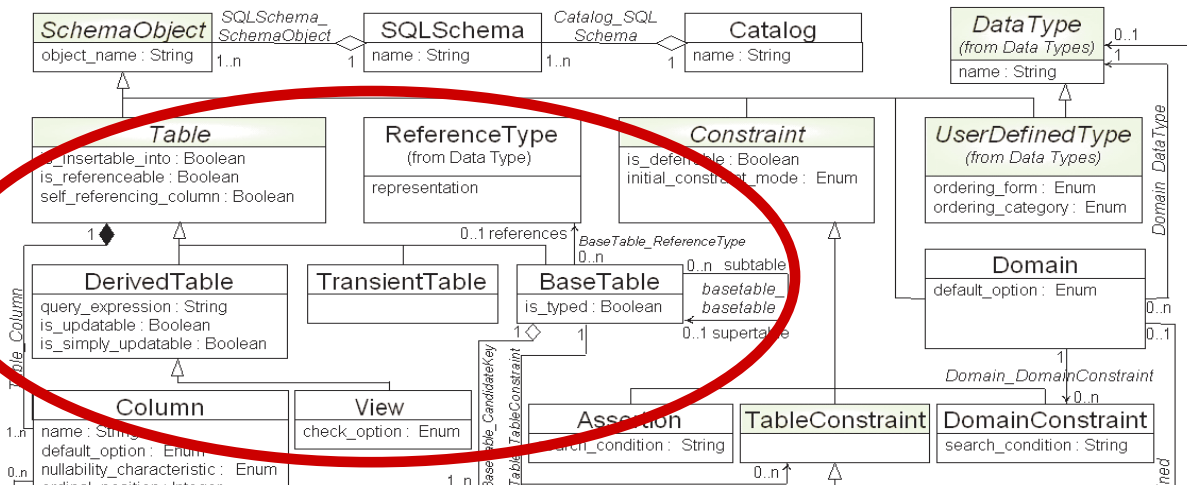 SchemaObject
object_name : String
SQLSchema_
SchemaObject
1..n
1
SQLSchema
name : String
Catalog_SQL
Schema
1..n
1
Catalog
name : String
DataType
(from Data Types)
name : String
0..1
1
Table
is_insertable_into : Boolean
is_referenceable : Boolean
self_referencing_column : Boolean
ReferenceType
(from Data Type)
representation
Constraint
is_deferrable : Boolean
initial_constraint_mode : Enum
UserDefinedType
(from Data Types)
ordering_form : Enum
ordering_category : Enum
Domain_DataType
1
0..1 references
BaseTable_ReferenceType
0..n
DerivedTable
query_expression : String
is_updatable : Boolean
is_simply_updatable : Boolean
TransientTable
BaseTable
is_typed : Boolean
0..n subtable
basetable_
basetable
0..1 supertable
Domain
default_option : Enum
0..n
0..1
Table_Column
1
1
BaseTable_CandidateKey
1
Domain_DomainConstraint
0..n
Column
name : String
default_option : Enum
nullability_characteristic : Enum
1..n
0..n
View
check_option : Enum
1..n
Assertion
search_condition : String
TableConstraint
0..n
DomainConstraint
search_condition : String